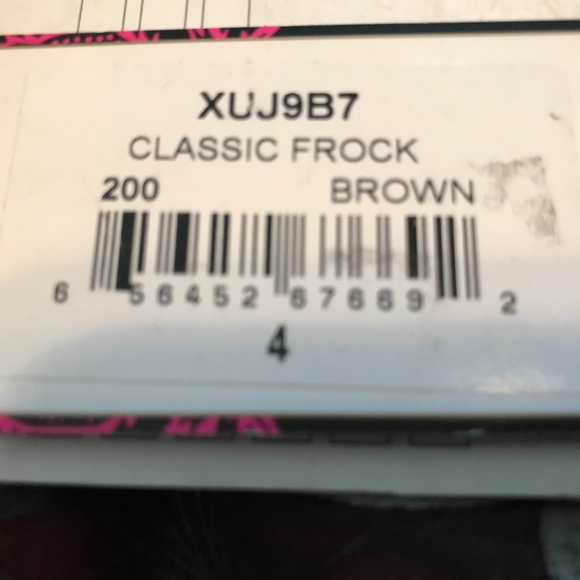 XUJ9B7
CLASSIC FROCK
200 BROWN
6 56452 67669 2
4